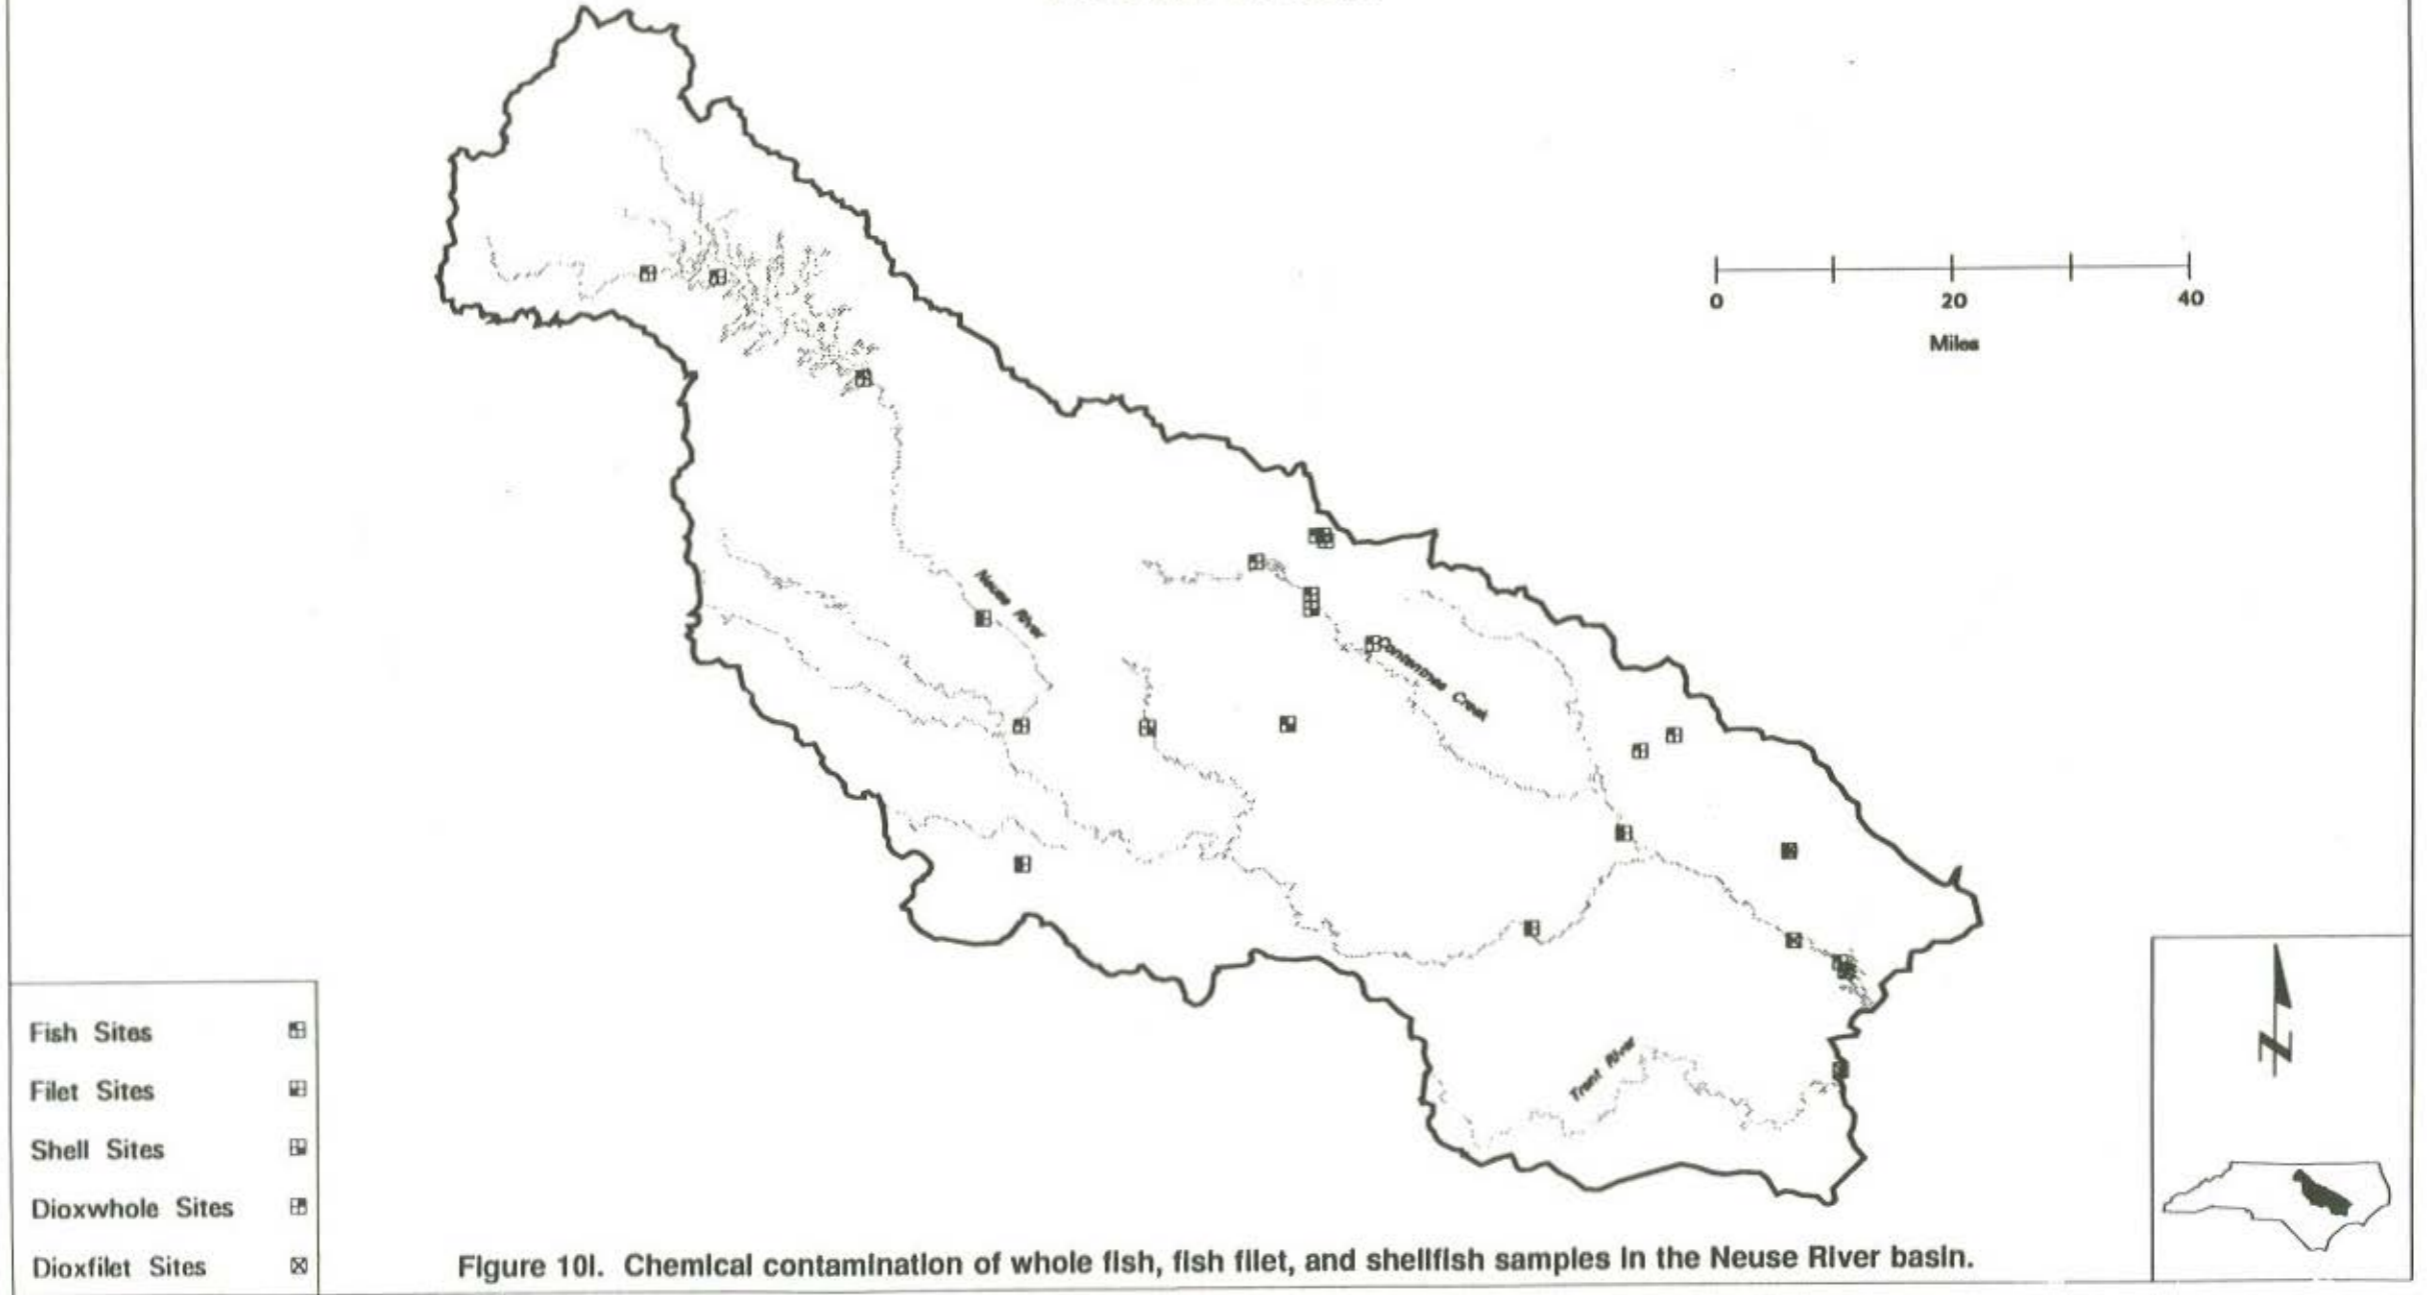 0 20 40
Miles
Neuse River
Contentnea Creek
Trent River
Fish Sites
Filet Sites
Shell Sites
Dioxwhole Sites
Dioxfilet Sites
N
Figure 10I. Chemical contamination of whole fish, fish filet, and shellfish samples in the Neuse River basin.